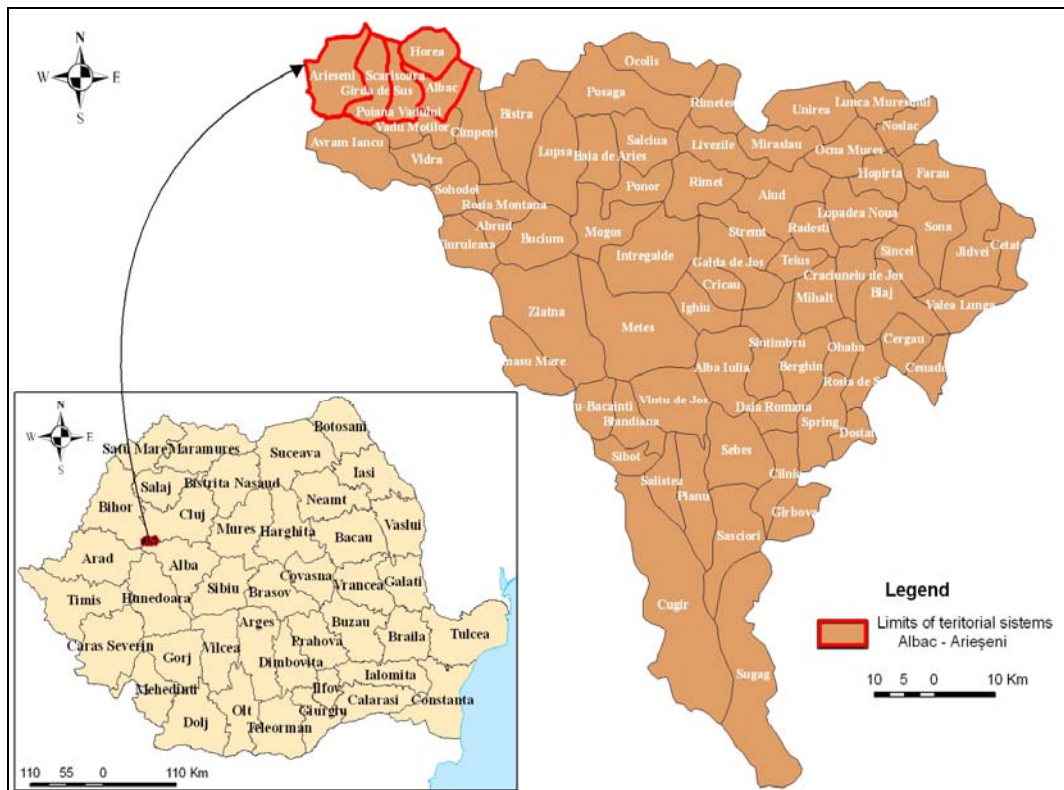 N
W E
S
Horea
Arieseni
Scarisoara
Girda de Sus
Albac
Poiana Vadului
Vadu Motilor
Cimpeni
Avram Iancu
Vidra
Sohodol
Rosia Montana
Abrud
Bucium
Bistra
Lupsa
Baia de Aries
Ocolis
Posaga
Salciua
Ponor
Mogos
Rimetea
Livezile
Rimet
Intregalde
Unirea
Lunca Muresului
Noslac
Miraslau
Ocna Mures
Hopirta
Farau
Aiud
Lopadea Noua
Radesti
Stremt
Sona
Galda de Jos
Teius
Sincel
Jidvei
Cricau
Craciunelu de Jos
Mihalt
Blaj
Ighiu
Valea Lunga
Zlatna
Metes
Sintimbru
Ohaba
Cergau
Alba Iulia
Berghin
Cenade
Rosia de S
Vintu de Jos
Daia Romana
Blandiana
Spring
Sibot
Sebes
Cilnic
Salistea
Pianu
Girbova
Sasciori
Cugir
Sugag
Legend
Limits of teritorial sistems
Albac - Arieşeni
10 5 0 10 Km
N
W E
S
Botosani
Satu Mare
Maramures
Suceava
Iasi
Salaj
Bistrita Nasaud
Neamt
Bihor
Cluj
Mures
Harghita
Vaslui
Bacau
Arad
Alba
Covasna
Timis
Hunedoara
Sibiu
Brasov
Vrancea
Galati
Arges
Buzau
Braila
Tulcea
Caras Severin
Gorj
Vilcea
Prahova
Dimbovita
Ialomita
Mehedinti
Ilfov
Calarasi
Constanta
Olt
Giurgiu
Dolj
Teleorman
110 55 0 110 Km